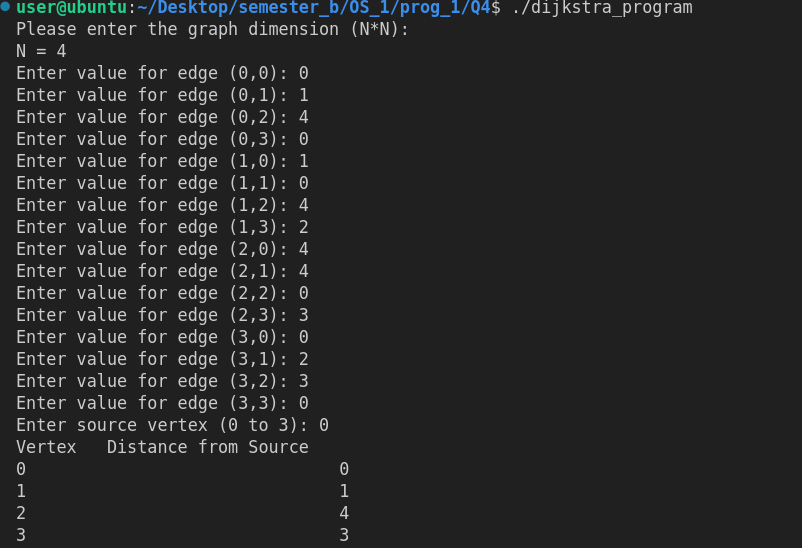 user@ubuntu:~/Desktop/semester_b/OS_1/prog_1/Q4$ ./dijkstra_program
Please enter the graph dimension (N*N):
N = 4
Enter value for edge (0,0): 0
Enter value for edge (0,1): 1
Enter value for edge (0,2): 4
Enter value for edge (0,3): 0
Enter value for edge (1,0): 1
Enter value for edge (1,1): 0
Enter value for edge (1,2): 4
Enter value for edge (1,3): 2
Enter value for edge (2,0): 4
Enter value for edge (2,1): 4
Enter value for edge (2,2): 0
Enter value for edge (2,3): 3
Enter value for edge (3,0): 0
Enter value for edge (3,1): 2
Enter value for edge (3,2): 3
Enter value for edge (3,3): 0
Enter source vertex (0 to 3): 0
Vertex   Distance from Source
0                               0
1                               1
2                               4
3                               3